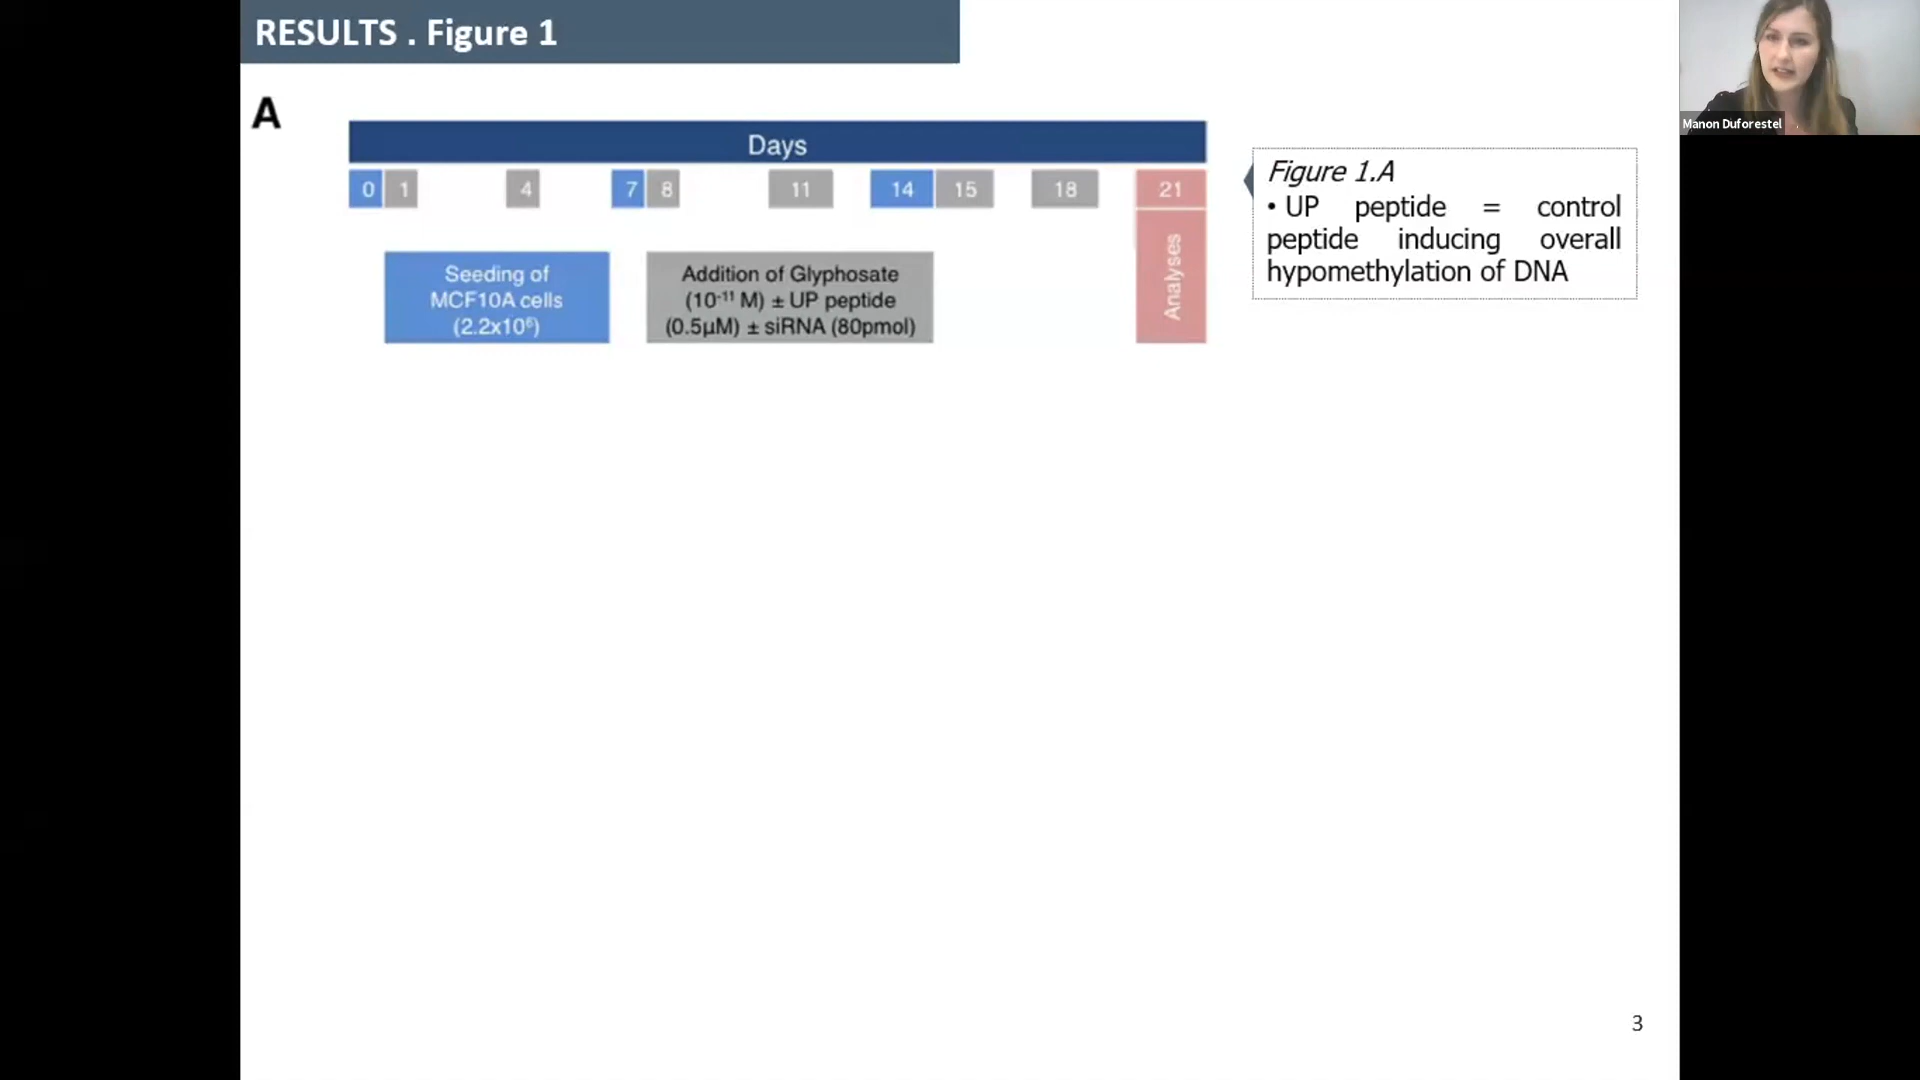 RESULTS . Figure 1
Manon Duforestel
A
Days
0 1 4 7 8 11 14 15 18 21
Seeding of
MCF10A cells
(2.2x10⁶)
Addition of Glyphosate
(10⁻¹¹ M) ± UP peptide
(0.5µM) ± siRNA (80pmol)
Analyses
Figure 1.A
• UP peptide = control
peptide inducing overall
hypomethylation of DNA
3